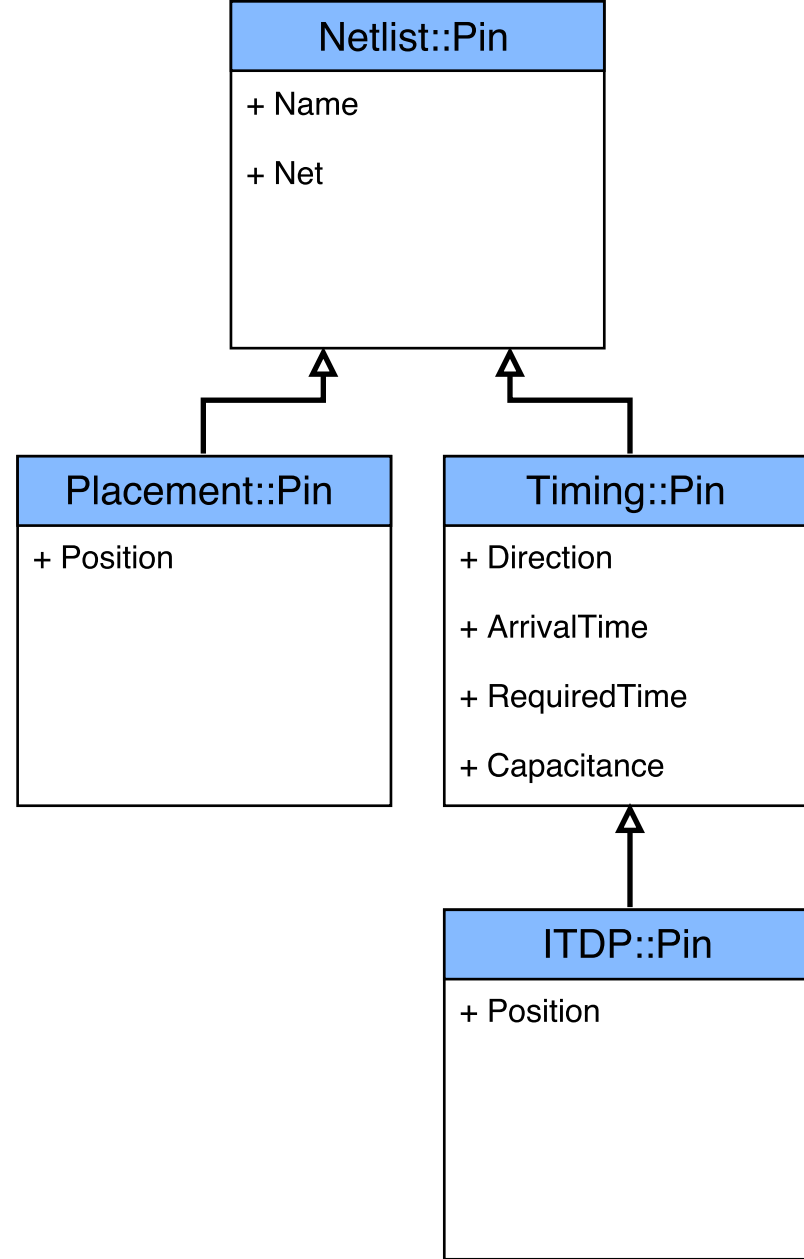 Netlist::Pin
+ Name
+ Net
Placement::Pin
+ Position
Timing::Pin
+ Direction
+ ArrivalTime
+ RequiredTime
+ Capacitance
ITDP::Pin
+ Position